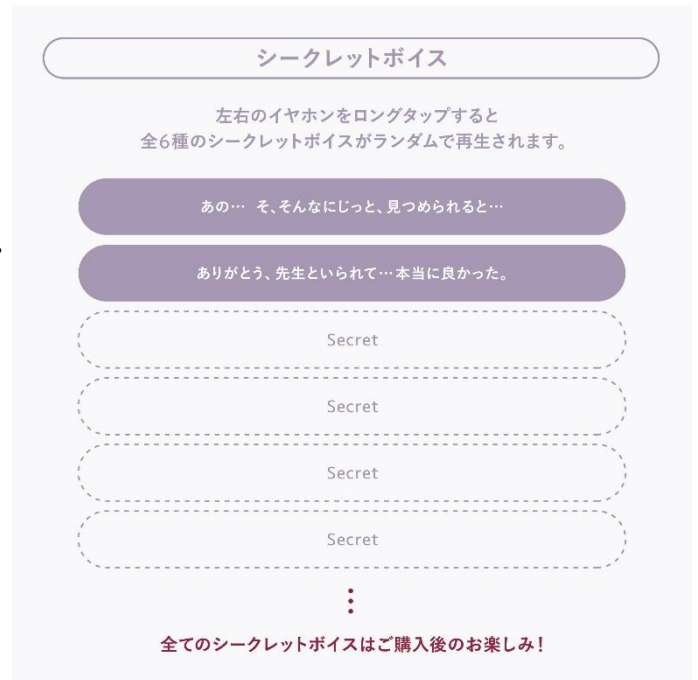 シークレットボイス
左右のイヤホンをロングタップすると
全6種のシークレットボイスがランダムで再生されます。
あの… そ、そんなにじっと、見つめられると…
ありがとう、先生といられて…本当に良かった。
Secret
Secret
Secret
Secret
全てのシークレットボイスはご購入後のお楽しみ!